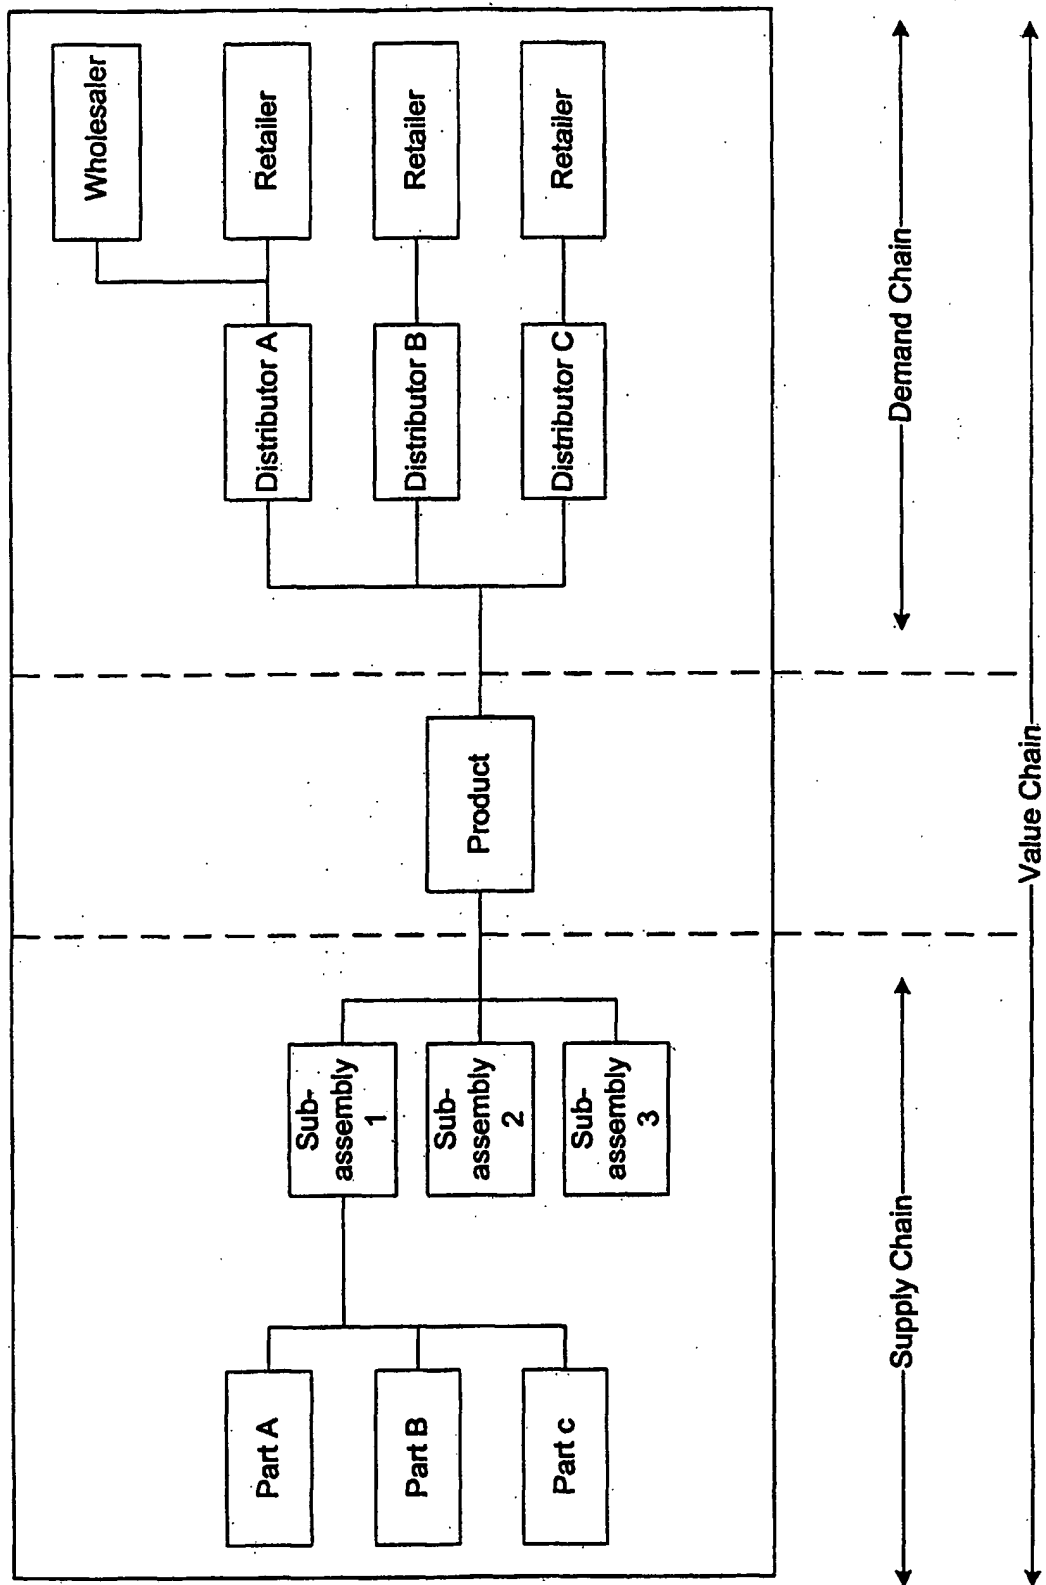 Part A
Part B
Part c
Sub-
assembly
1
Sub-
assembly
2
Sub-
assembly
3
Product
Distributor A
Distributor B
Distributor C
Wholesaler
Retailer
Retailer
Retailer
Supply Chain
Demand Chain
Value Chain